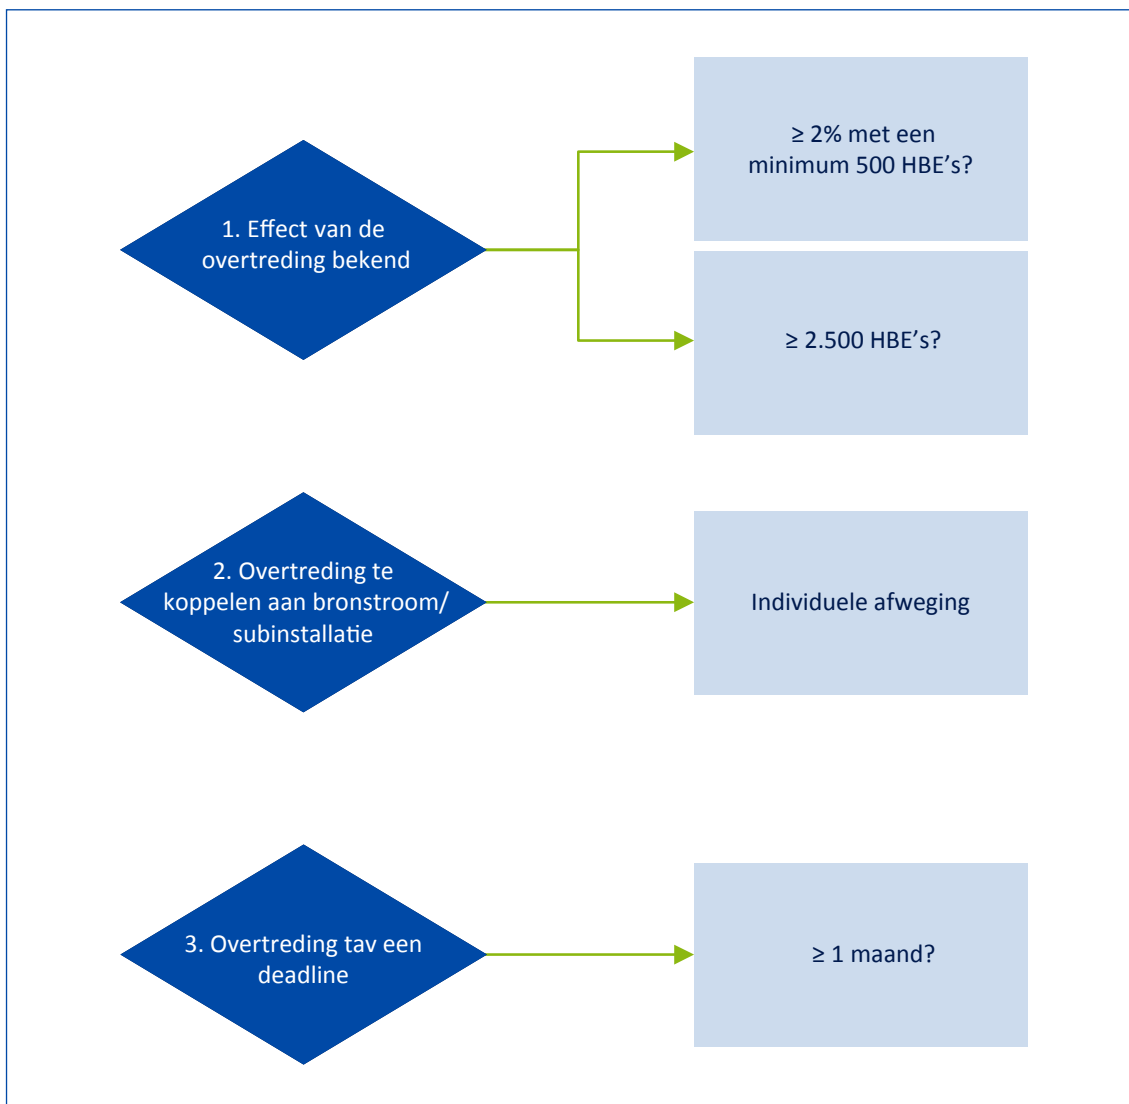 1. Effect van de
overtreding bekend
≥ 2% met een
minimum 500 HBE’s?
≥ 2.500 HBE’s?
2. Overtreding te
koppelen aan bronstroom/
subinstallatie
Individuele afweging
3. Overtreding tav een
deadline
≥ 1 maand?